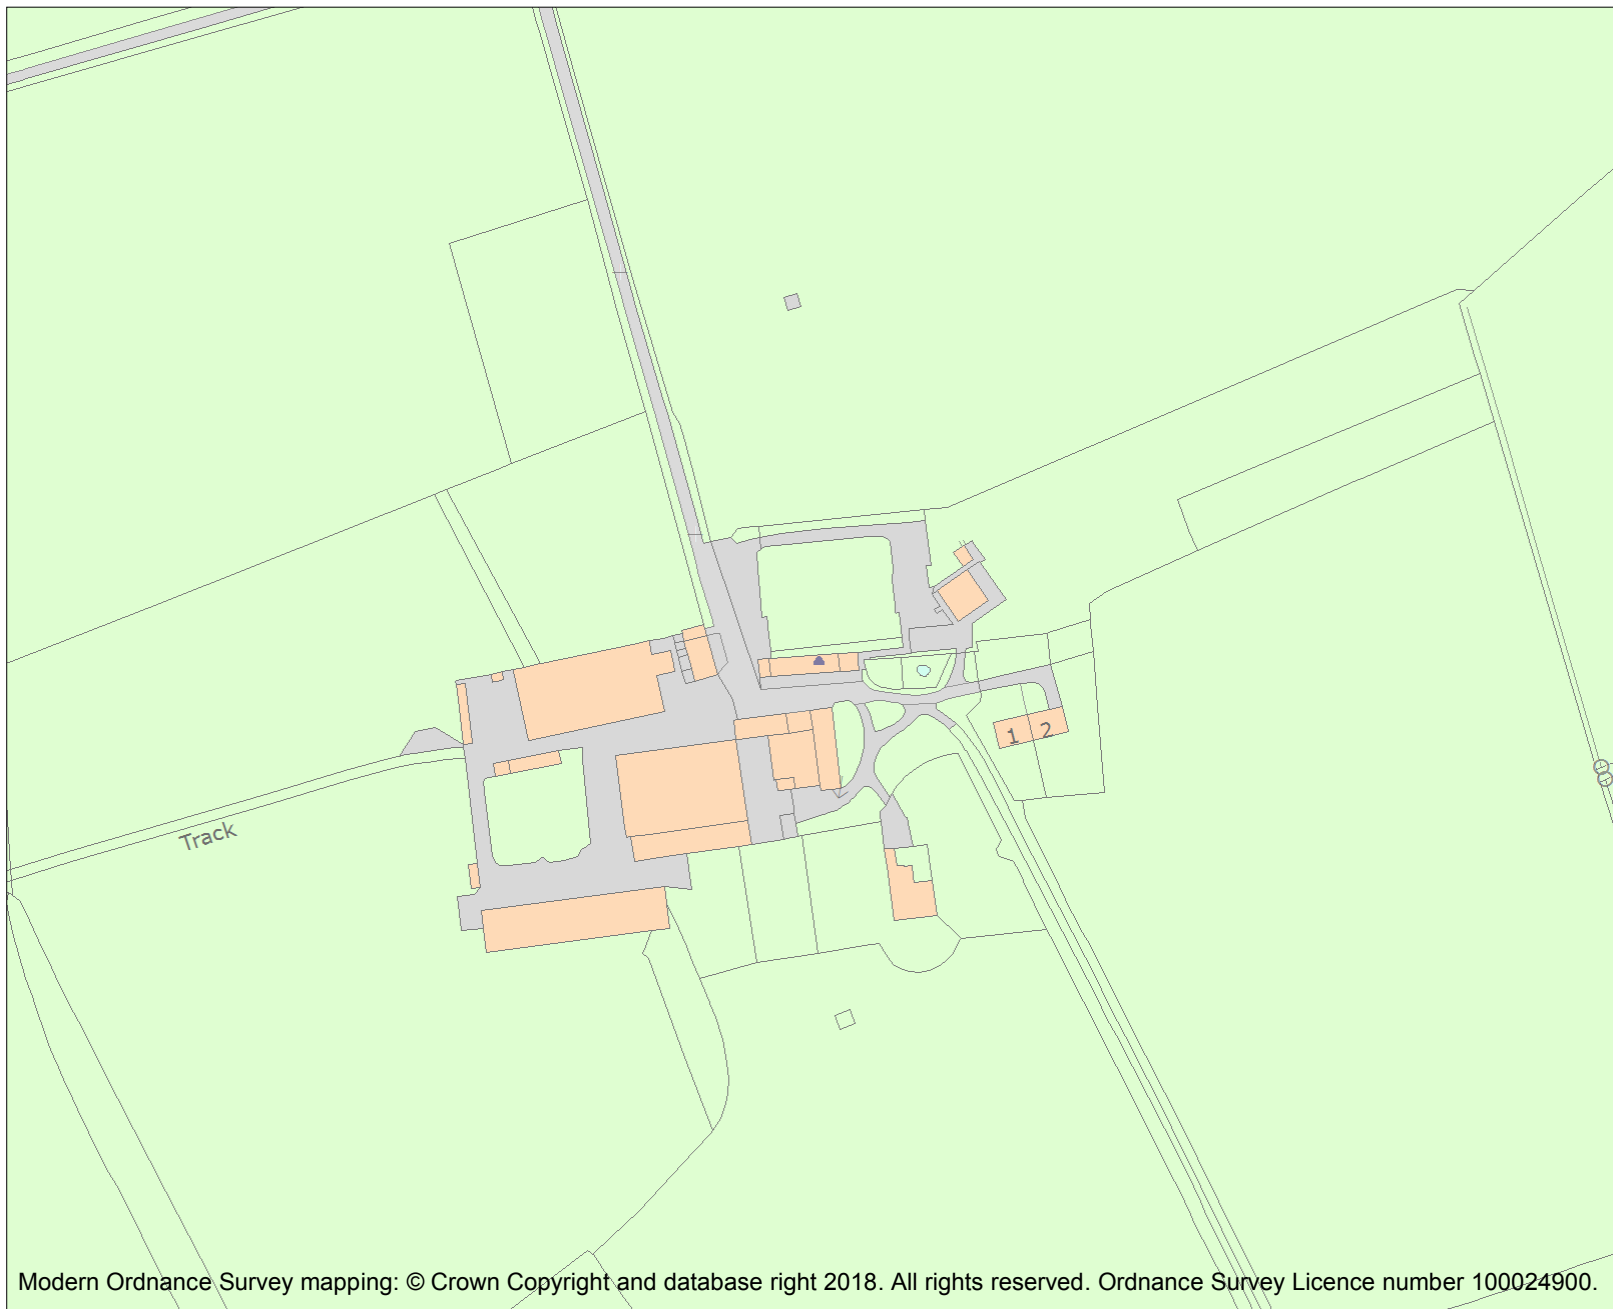 1 2
Track
Modern Ordnance Survey mapping: © Crown Copyright and database right 2018. All rights reserved. Ordnance Survey Licence number 100024900.